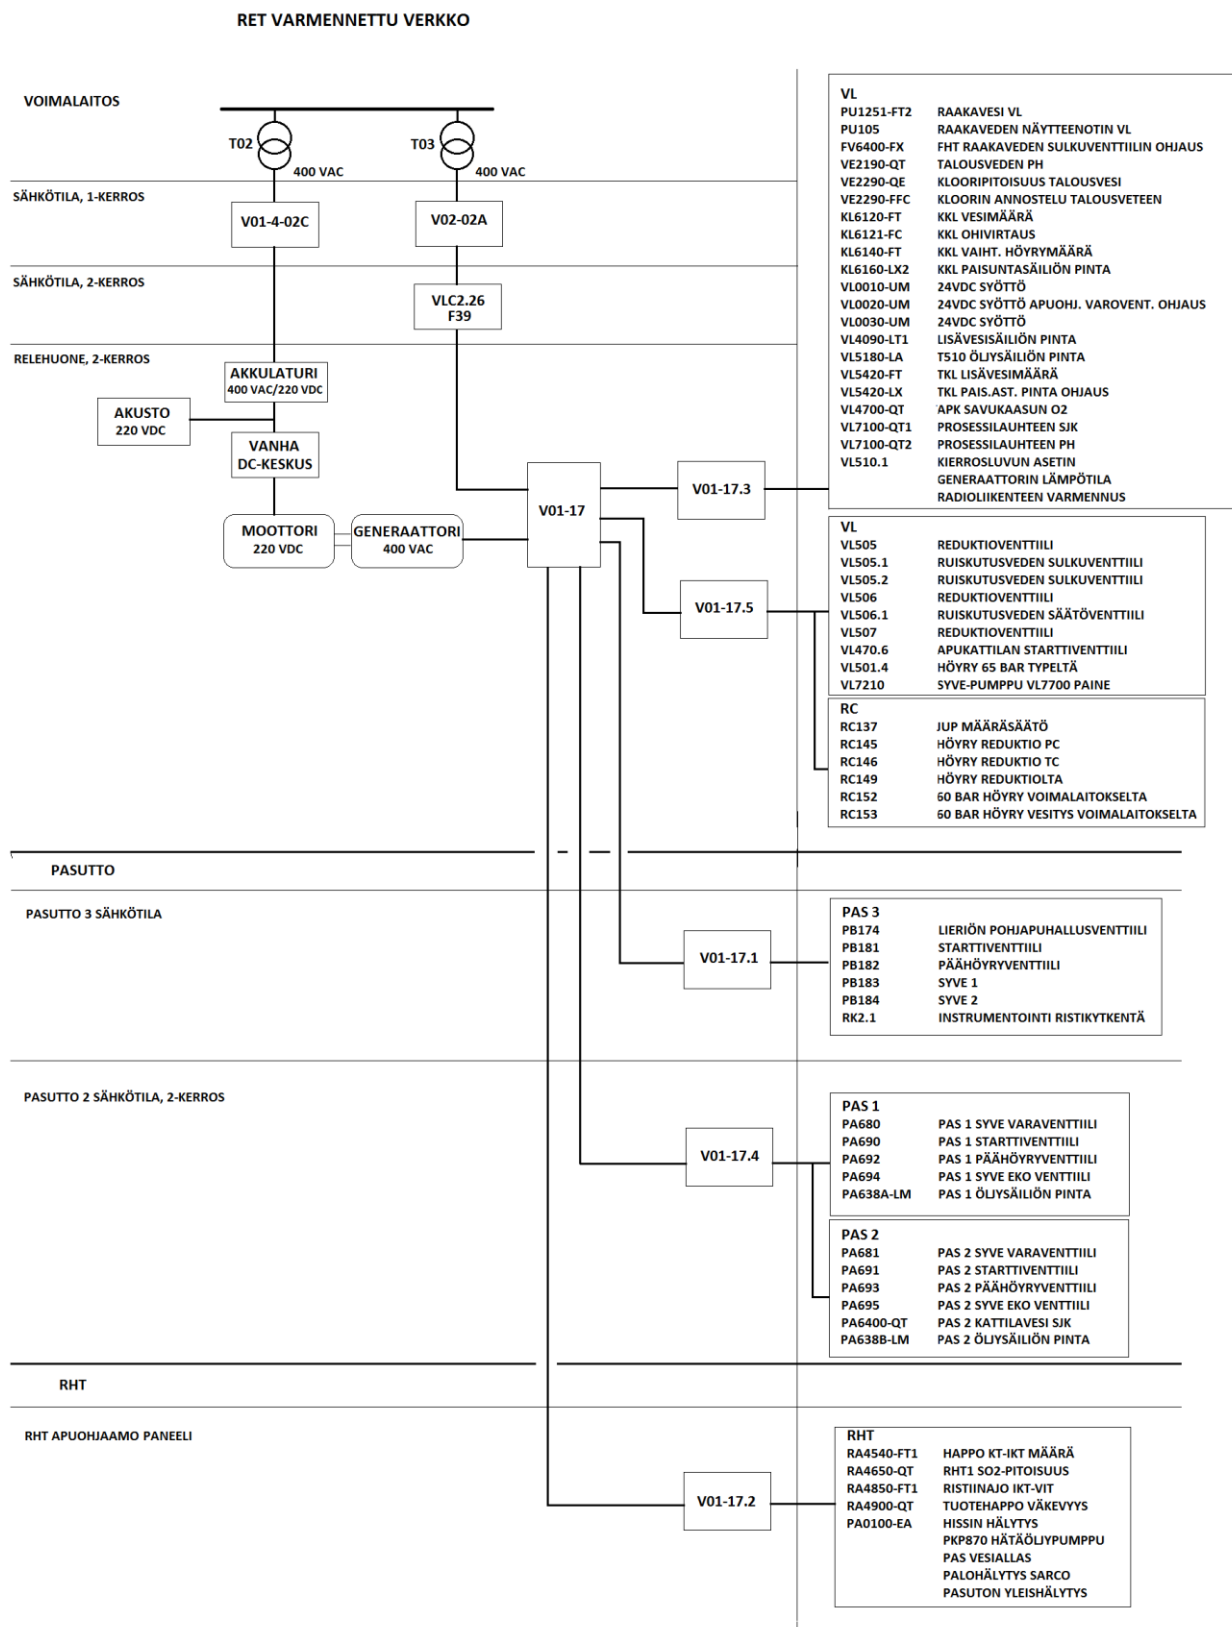 RET VARMENNETTU VERKKO
VOIMALAITOS
T02
400 VAC
T03
400 VAC
SÄHKÖTILA, 1-KERROS
V01-4-02C
V02-02A
SÄHKÖTILA, 2-KERROS
VLC2.26
F39
RELEHUONE, 2-KERROS
AKKULATURI
400 VAC/220 VDC
AKUSTO
220 VDC
VANHA
DC-KESKUS
MOOTTORI
220 VDC
GENERAATTORI
400 VAC
V01-17
V01-17.3
V01-17.5
VL
PU1251-FT2 RAAKAVESI VL
PU105 RAAKAVEDEN NÄYTTEENOTIN VL
FV6400-FX FHT RAAKAVEDEN SULKUVENTTIILIN OHJAUS
VE2190-QT TALOUSVEDEN PH
VE2290-QE KLOORIPITOISUUS TALOUSVESI
VE2290-FFC KLOORIN ANNOSTELU TALOUSVETEEN
KL6120-FT KKL VESIMÄÄRÄ
KL6121-FC KKL OHIVIRTAUS
KL6140-FT KKL VAIHT. HÖYRYMÄÄRÄ
KL6160-LX2 KKL PAISUNTASÄILIÖN PINTA
VL0010-UM 24VDC SYÖTTÖ
VL0020-UM 24VDC SYÖTTÖ APUOHJ. VAROVENT. OHJAUS
VL0030-UM 24VDC SYÖTTÖ
VL4090-LT1 LISÄVESISÄILIÖN PINTA
VL5180-LA T510 ÖLJYSÄILIÖN PINTA
VL5420-FT TKL LISÄVESIMÄÄRÄ
VL5420-LX TKL PAIS.AST. PINTA OHJAUS
VL4700-QT APK SAVUKAASUN O2
VL7100-QT1 PROSESSILAUHTEEN SJK
VL7100-QT2 PROSESSILAUHTEEN PH
VL510.1 KIERROSLUVUN ASETIN
GENERAATTORIN LÄMPÖTILA
RADIOLIIKENTEEN VARMENNUS
VL
VL505 REDUKTIOVENTTIILI
VL505.1 RUISKUTUSVEDEN SULKUVENTTIILI
VL505.2 RUISKUTUSVEDEN SULKUVENTTIILI
VL506 REDUKTIOVENTTIILI
VL506.1 RUISKUTUSVEDEN SÄÄTÖVENTTIILI
VL507 REDUKTIOVENTTIILI
VL470.6 APUKATTILAN STARTTIVENTTIILI
VL501.4 HÖYRY 65 BAR TYPELTÄ
VL7210 SYVE-PUMPPU VL7700 PAINE
RC
RC137 JUP MÄÄRÄSÄÄTÖ
RC145 HÖYRY REDUKTIO PC
RC146 HÖYRY REDUKTIO TC
RC149 HÖYRY REDUKTIOLTA
RC152 60 BAR HÖYRY VOIMALAITOKSELTA
RC153 60 BAR HÖYRY VESITYS VOIMALAITOKSELTA
PASUTTO
PASUTTO 3 SÄHKÖTILA
V01-17.1
PAS 3
PB174 LIERIÖN POHJAPUHALLUSVENTTIILI
PB181 STARTTIVENTTIILI
PB182 PÄÄHÖYRYVENTTIILI
PB183 SYVE 1
PB184 SYVE 2
RK2.1 INSTRUMENTOINTI RISTIKYTKENTÄ
PASUTTO 2 SÄHKÖTILA, 2-KERROS
V01-17.4
PAS 1
PA680 PAS 1 SYVE VARAVENTTIILI
PA690 PAS 1 STARTTIVENTTIILI
PA692 PAS 1 PÄÄHÖYRYVENTTIILI
PA694 PAS 1 SYVE EKO VENTTIILI
PA638A-LM PAS 1 ÖLJYSÄILIÖN PINTA
PAS 2
PA681 PAS 2 SYVE VARAVENTTIILI
PA691 PAS 2 STARTTIVENTTIILI
PA693 PAS 2 PÄÄHÖYRYVENTTIILI
PA695 PAS 2 SYVE EKO VENTTIILI
PA6400-QT PAS 2 KATTILAVESI SJK
PA638B-LM PAS 2 ÖLJYSÄILIÖN PINTA
RHT
RHT APUOHJAAMO PANEELI
V01-17.2
RHT
RA4540-FT1 HAPPO KT-IKT MÄÄRÄ
RA4650-QT RHT1 SO2-PITOISUUS
RA4850-FT1 RISTIINAJO IKT-VIT
RA4900-QT TUOTEHAPPO VÄKEVYYS
PA0100-EA HISSIN HÄLYTYS
PKP870 HÄTÄÖLJYPUMPPU
PAS VESIALLAS
PALOHÄLYTYS SARCO
PASUTON YLEISHÄLYTYS